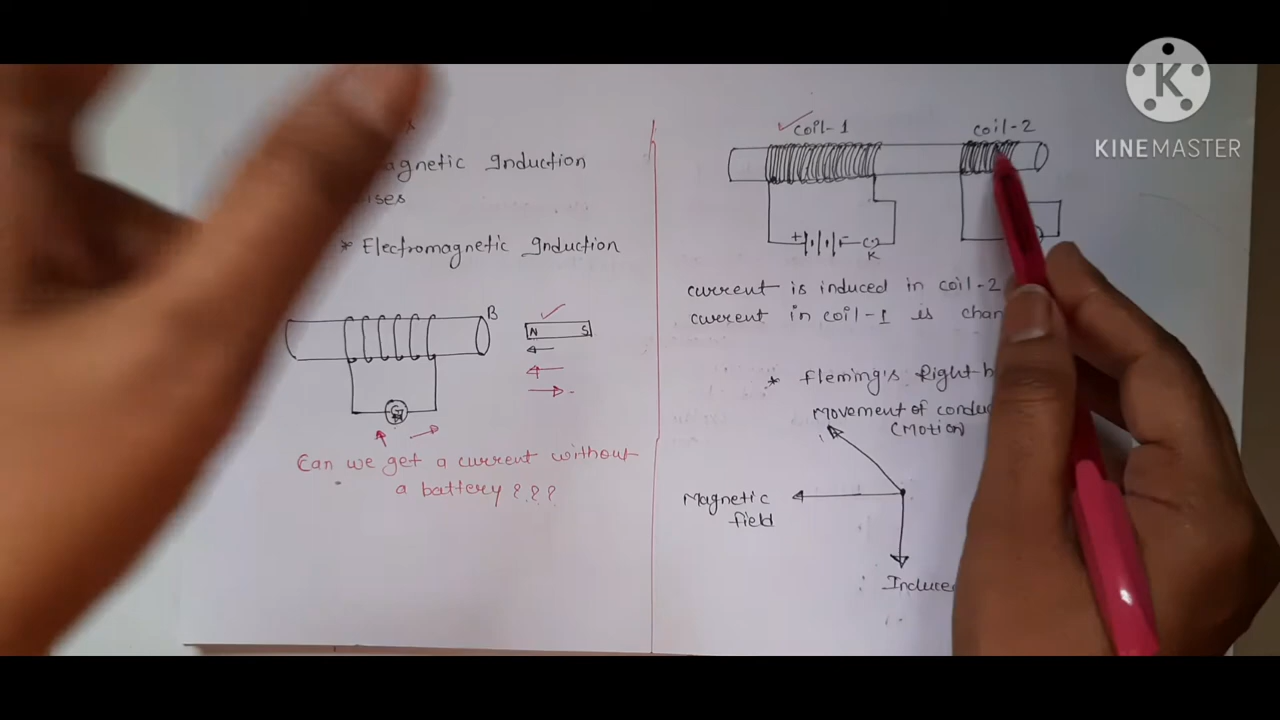 agnetic Induction
ises
* Electromagnetic Induction
B
N S
G
Can we get a current without
a battery ???
coil-1
coil-2
+ -
K
current is induced in coil-2
current in coil-1 is chan
* Fleming's Right h
Movement of conduc
(Motion)
Magnetic
field
Induce
K
KINEMASTER